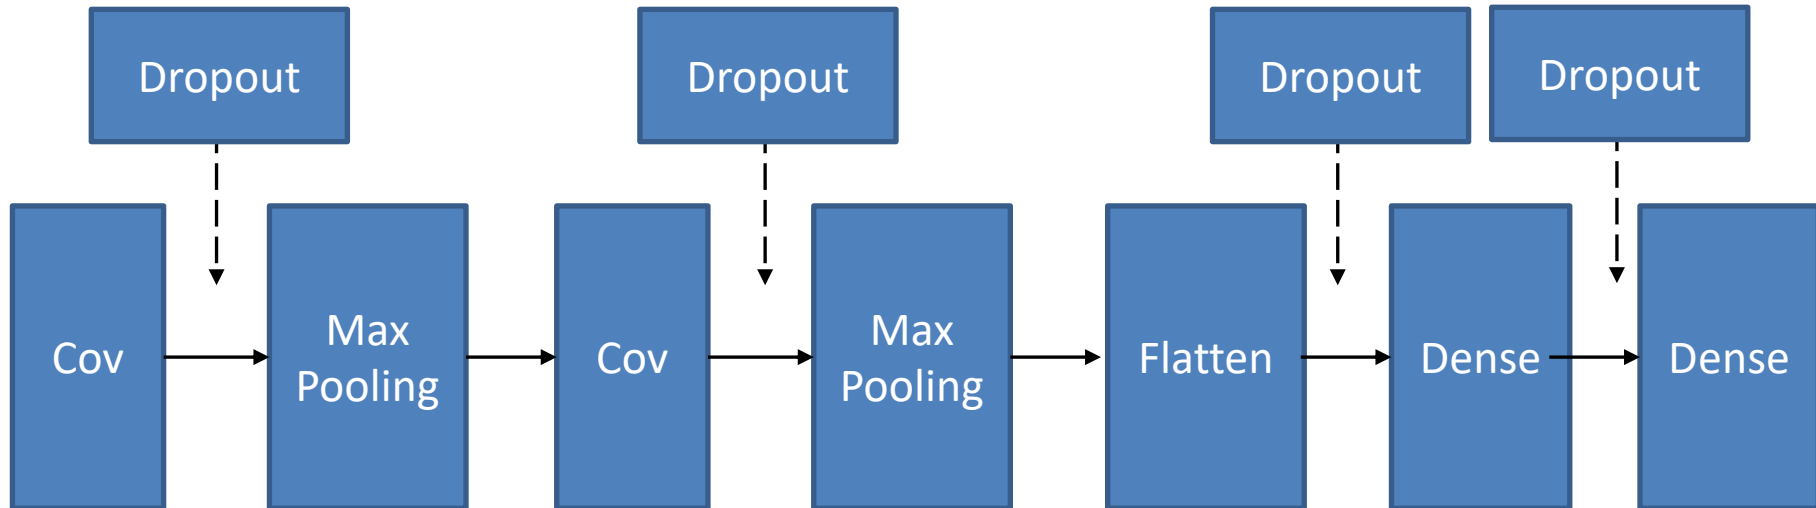 Dropout
Dropout
Dropout
Dropout
Cov
Max
Pooling
Cov
Max
Pooling
Flatten
Dense
Dense